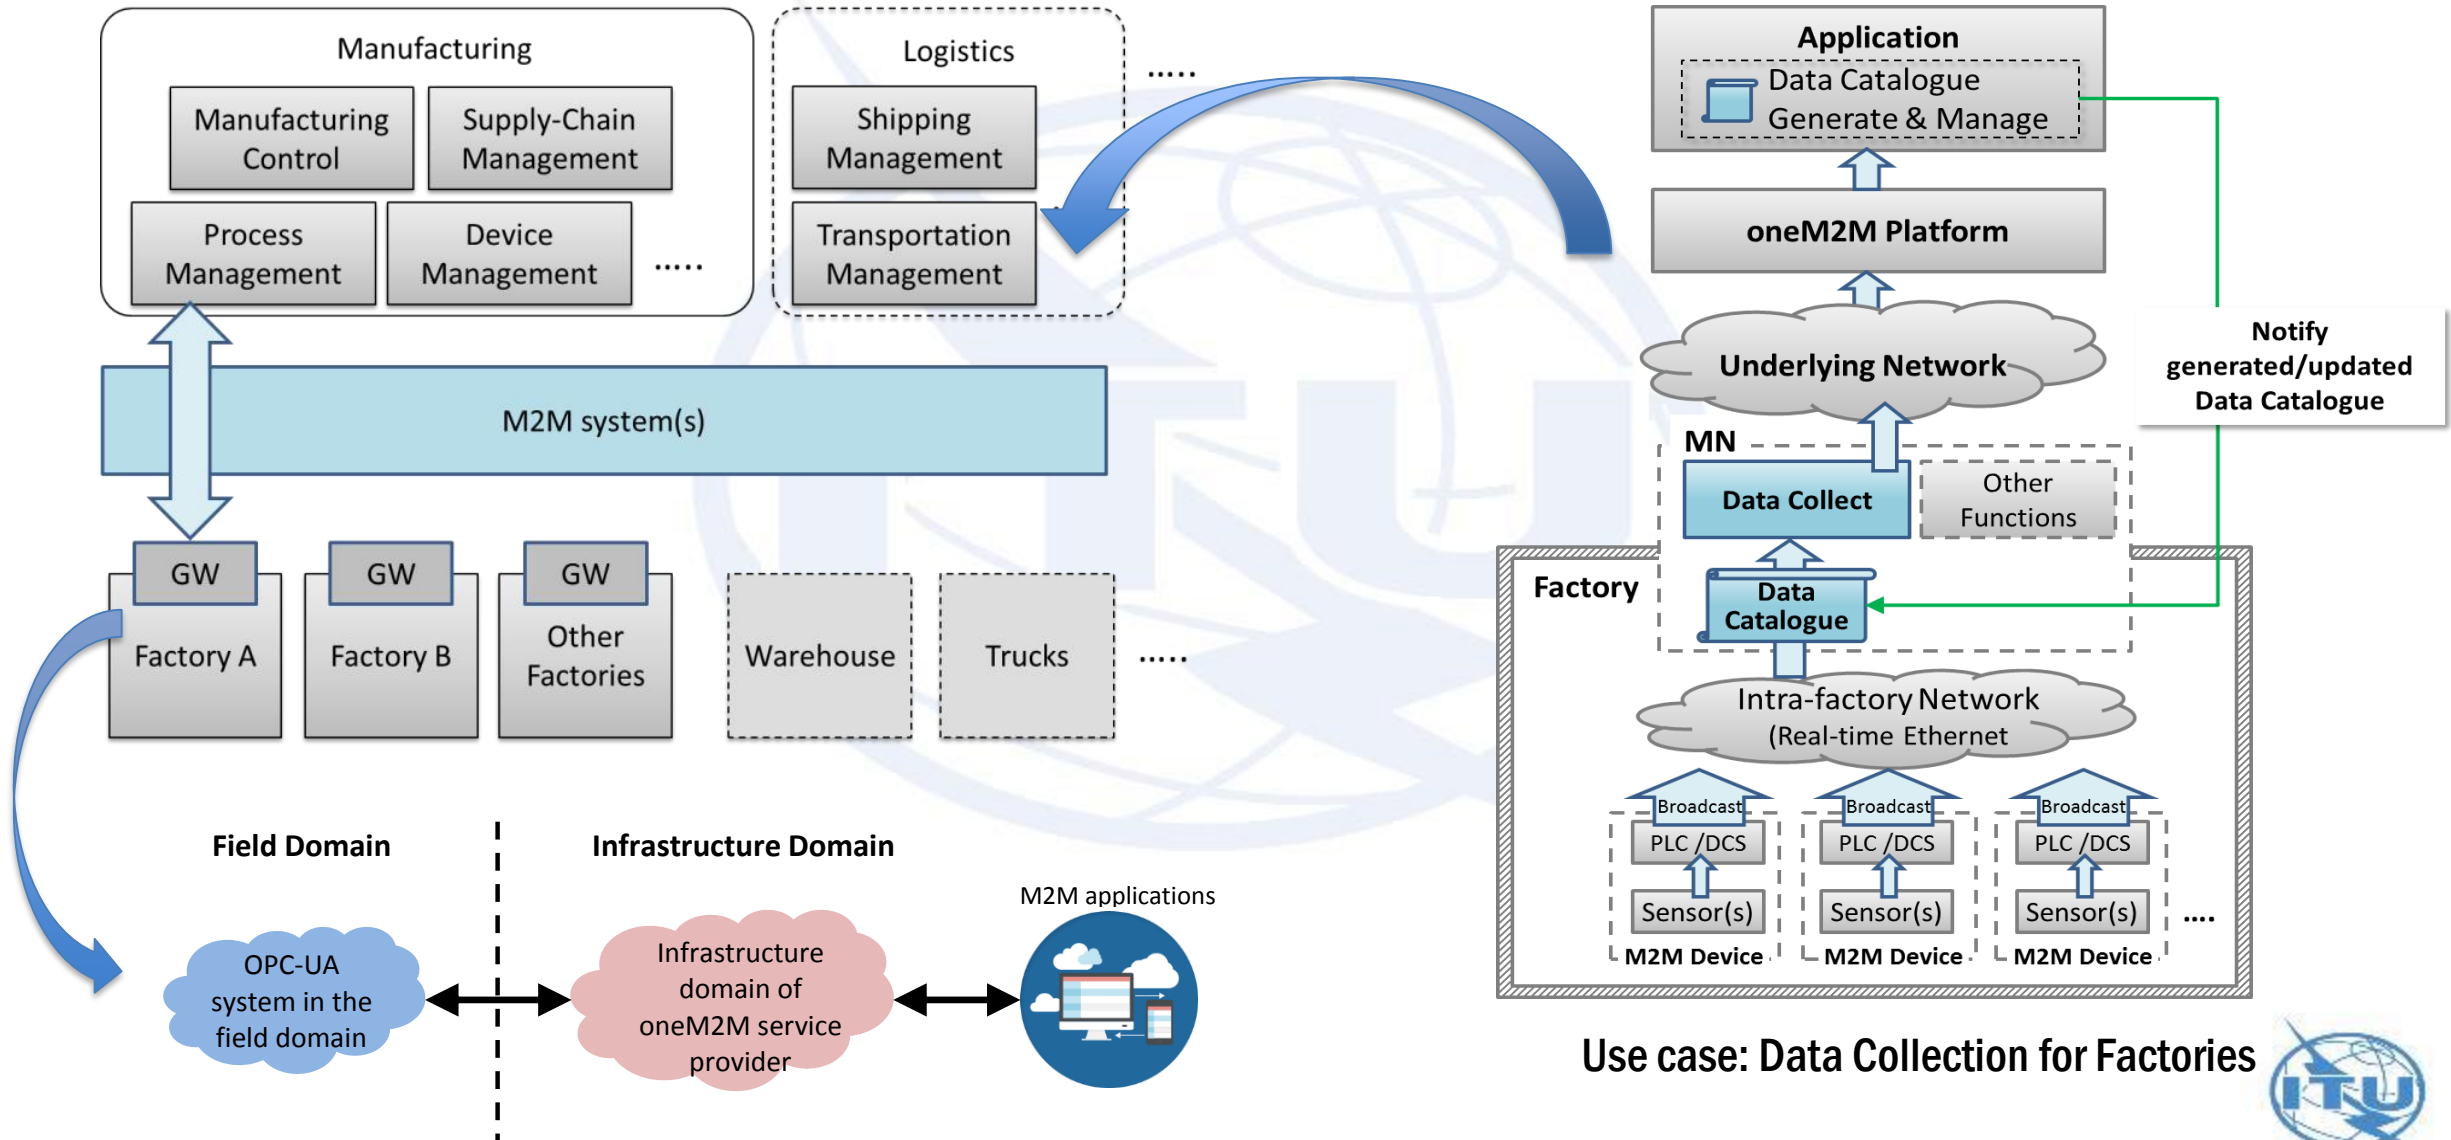 Manufacturing
Manufacturing
Control
Supply-Chain
Management
Process
Management
Device
Management
.....
Logistics
Shipping
Management
Transportation
Management
.....
M2M system(s)
GW
Factory A
GW
Factory B
GW
Other
Factories
Warehouse
Trucks
.....
Field Domain
Infrastructure Domain
OPC-UA
system in the
field domain
Infrastructure
domain of
oneM2M service
provider
M2M applications
Application
Data Catalogue
Generate & Manage
oneM2M Platform
Underlying Network
Notify
generated/updated
Data Catalogue
MN
Data Collect
Other
Functions
Factory
Data
Catalogue
Intra-factory Network
(Real-time Ethernet
Broadcast
Broadcast
Broadcast
PLC /DCS
PLC /DCS
PLC /DCS
Sensor(s)
Sensor(s)
Sensor(s)
....
M2M Device
M2M Device
M2M Device
Use case: Data Collection for Factories
ITU
ITU